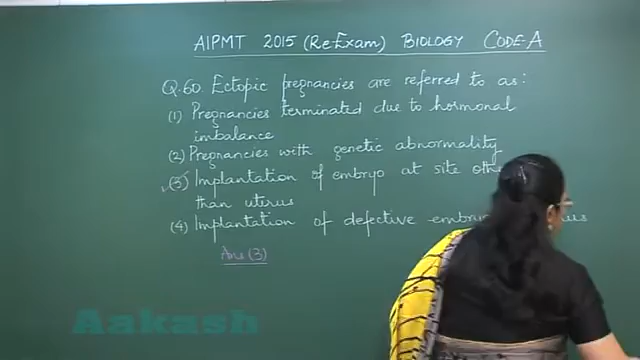 AIPMT 2015 (Re-Exam) BIOLOGY CODE-A
Q.60. Ectopic pregnancies are referred to as:
(1) Pregnancies terminated due to hormonal
imbalance
(2) Pregnancies with genetic abnormality
(3) Implantation of embryo at site
than uterus
(4) Implantation of defective
Ans (3)
Aakash